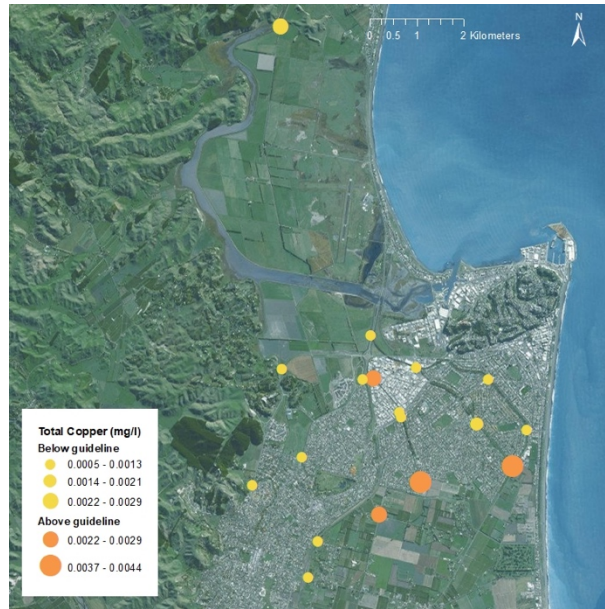 N
0 0.5 1 2 Kilometers
Total Copper (mg/l)
Below guideline
0.0005 - 0.0013
0.0014 - 0.0021
0.0022 - 0.0029
Above guideline
0.0022 - 0.0029
0.0037 - 0.0044